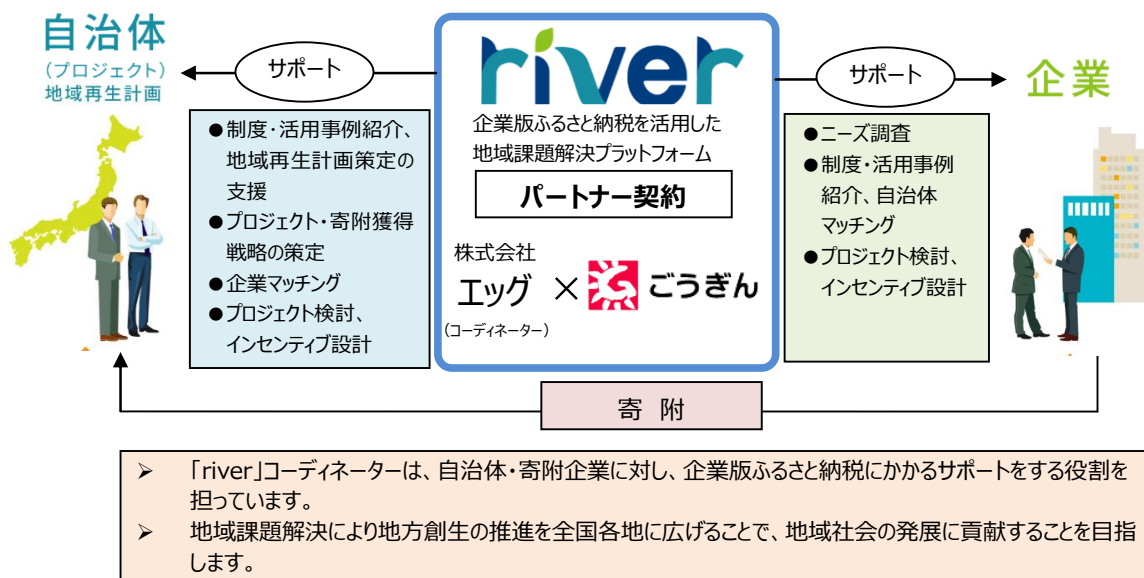 自治体
(プロジェクト)
地域再生計画
サポート
●制度・活用事例紹介、
地域再生計画策定の
支援
●プロジェクト・寄附獲得
戦略の策定
●企業マッチング
●プロジェクト検討、
インセンティブ設計
river
企業版ふるさと納税を活用した
地域課題解決プラットフォーム
パートナー契約
株式会社
エッグ × ごうぎん
(コーディネーター)
サポート
企業
●ニーズ調査
●制度・活用事例
紹介、自治体
マッチング
●プロジェクト検討、
インセンティブ設計
寄 附
➢ 「river」コーディネーターは、自治体・寄附企業に対し、企業版ふるさと納税にかかるサポートをする役割を
担っています。
➢ 地域課題解決により地方創生の推進を全国各地に広げることで、地域社会の発展に貢献することを目指
します。